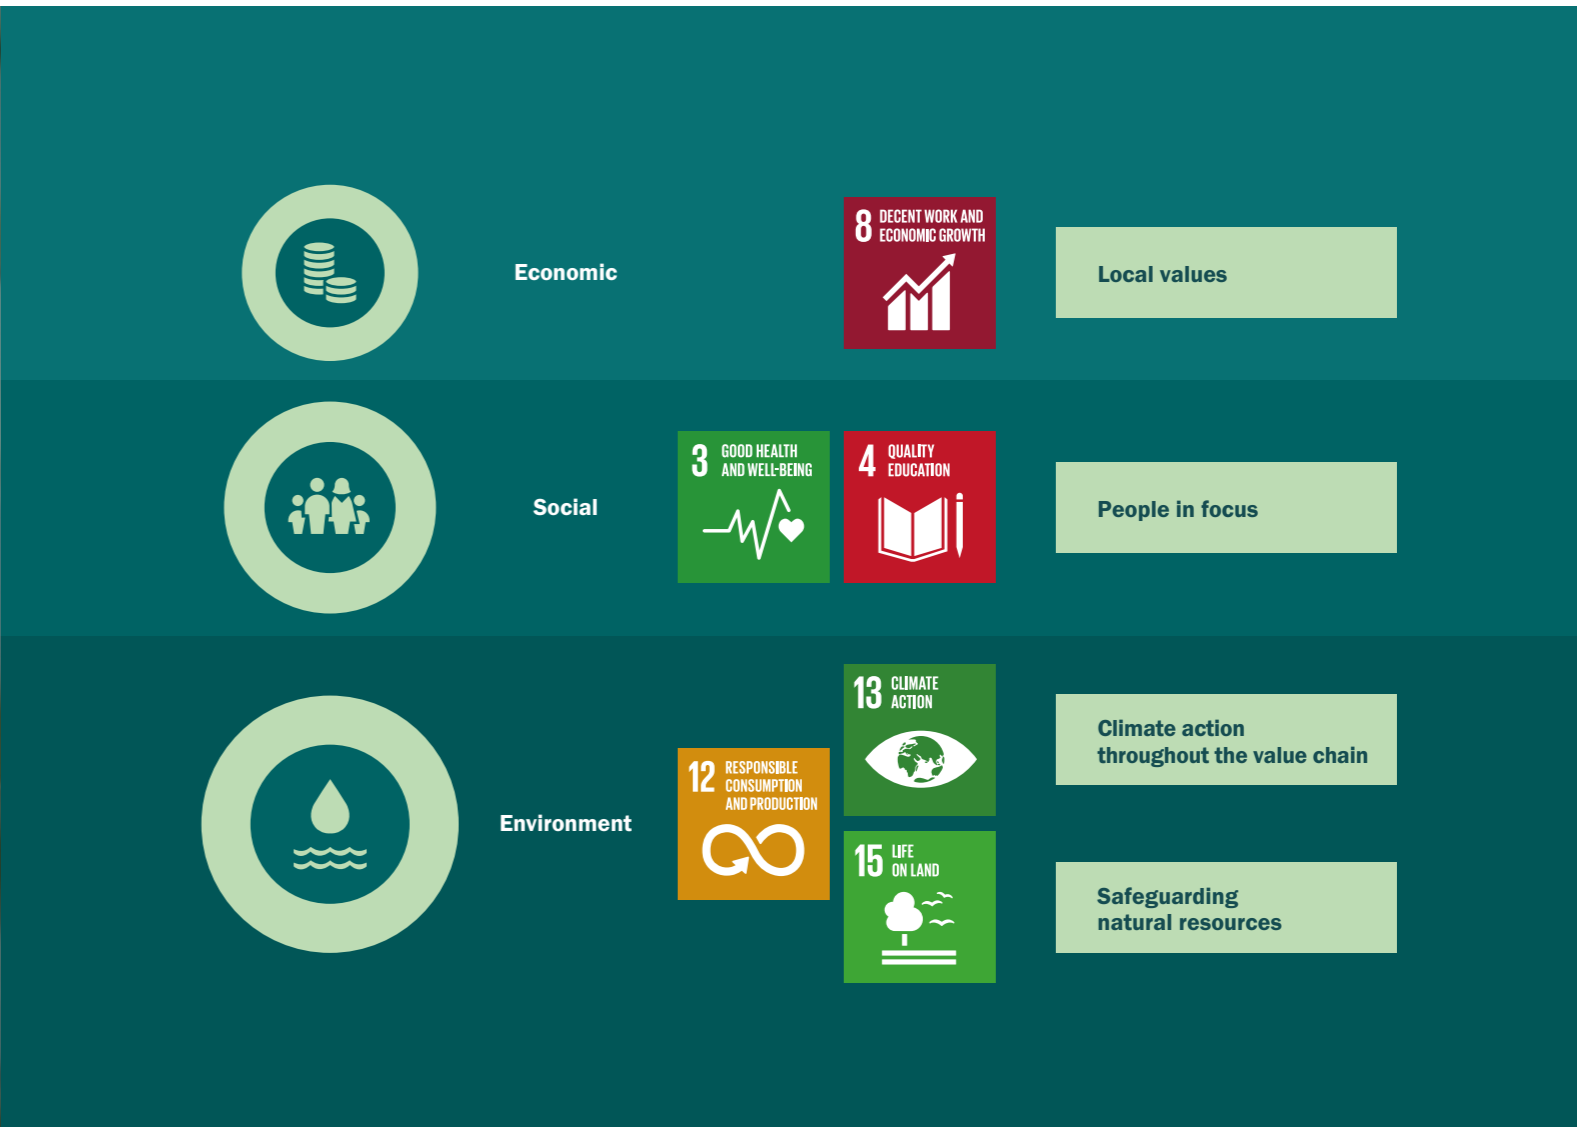 Economic
8 DECENT WORK AND
ECONOMIC GROWTH
Local values
Social
3 GOOD HEALTH
AND WELL-BEING
4 QUALITY
EDUCATION
People in focus
Environment
12 RESPONSIBLE
CONSUMPTION
AND PRODUCTION
13 CLIMATE
ACTION
Climate action
throughout the value chain
15 LIFE
ON LAND
Safeguarding
natural resources